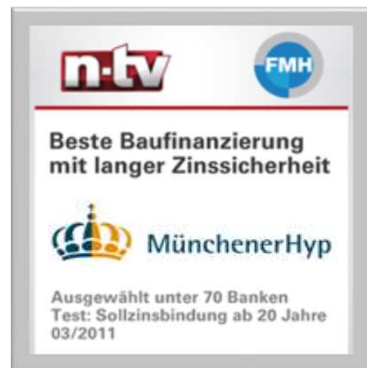 n-tv FMH
Beste Baufinanzierung
mit langer Zinssicherheit
MünchenerHyp
Ausgewählt unter 70 Banken
Test: Sollzinsbindung ab 20 Jahre
03/2011